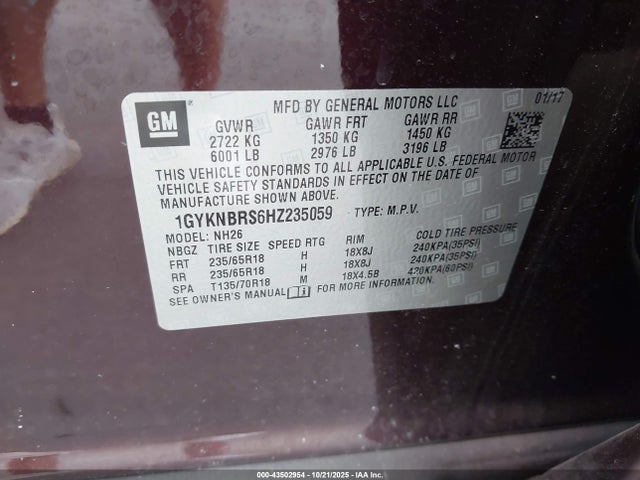 MFD BY GENERAL MOTORS LLC 01/17
GM
GVWR GAWR FRT GAWR RR
2722 KG 1350 KG 1450 KG
6001 LB 2976 LB 3196 LB
THIS VEHICLE CONFORMS TO ALL APPLICABLE U.S. FEDERAL MOTOR
VEHICLE SAFETY STANDARDS IN EFFECT ON THE DATE OF
MANUFACTURE SHOWN ABOVE.
1GYKNBRS6HZ235059 TYPE: M.P.V.
MODEL: NH26
NBGZ TIRE SIZE SPEED RTG RIM COLD TIRE PRESSURE
FRT 235/65R18 H 18X8J 240KPA(35PSI)
RR 235/65R18 H 18X8J 240KPA(35PSI)
SPA T135/70R18 M 18X4.5B 420KPA(60PSI)
SEE OWNER'S MANUAL FOR MORE INFORMATION.
000-43502954 | 10/21/2025 | IAA Inc.